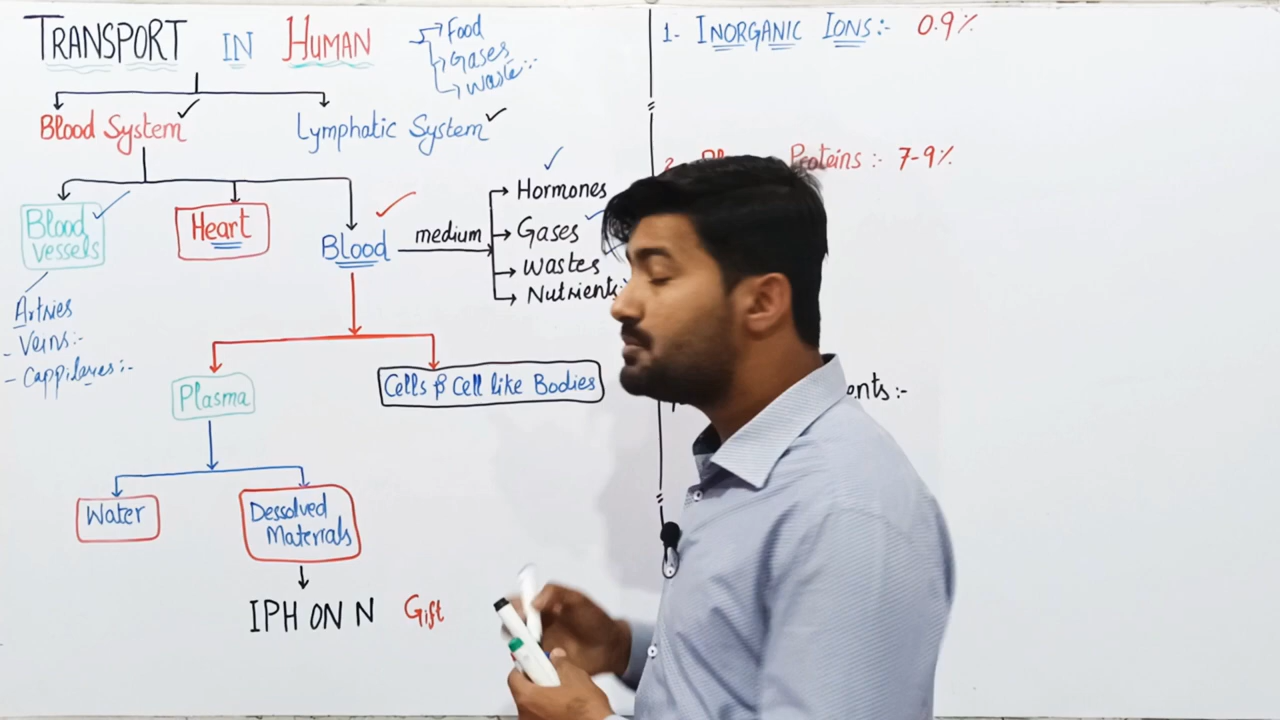 TRANSPORT IN HUMAN
Food
Gases
Waste:-
Blood System
Lymphatic System
Blood
vessels
Heart
Blood
medium
Hormones
Gases
Wastes
Nutrients:
Artries
- Veins:-
- Cappilaries:-
Plasma
Cells & Cell like Bodies
Water
Dessolved
Materials
IPH ON N Gift
1- INORGANIC IONS:- 0.9%
Proteins:- 7-9%